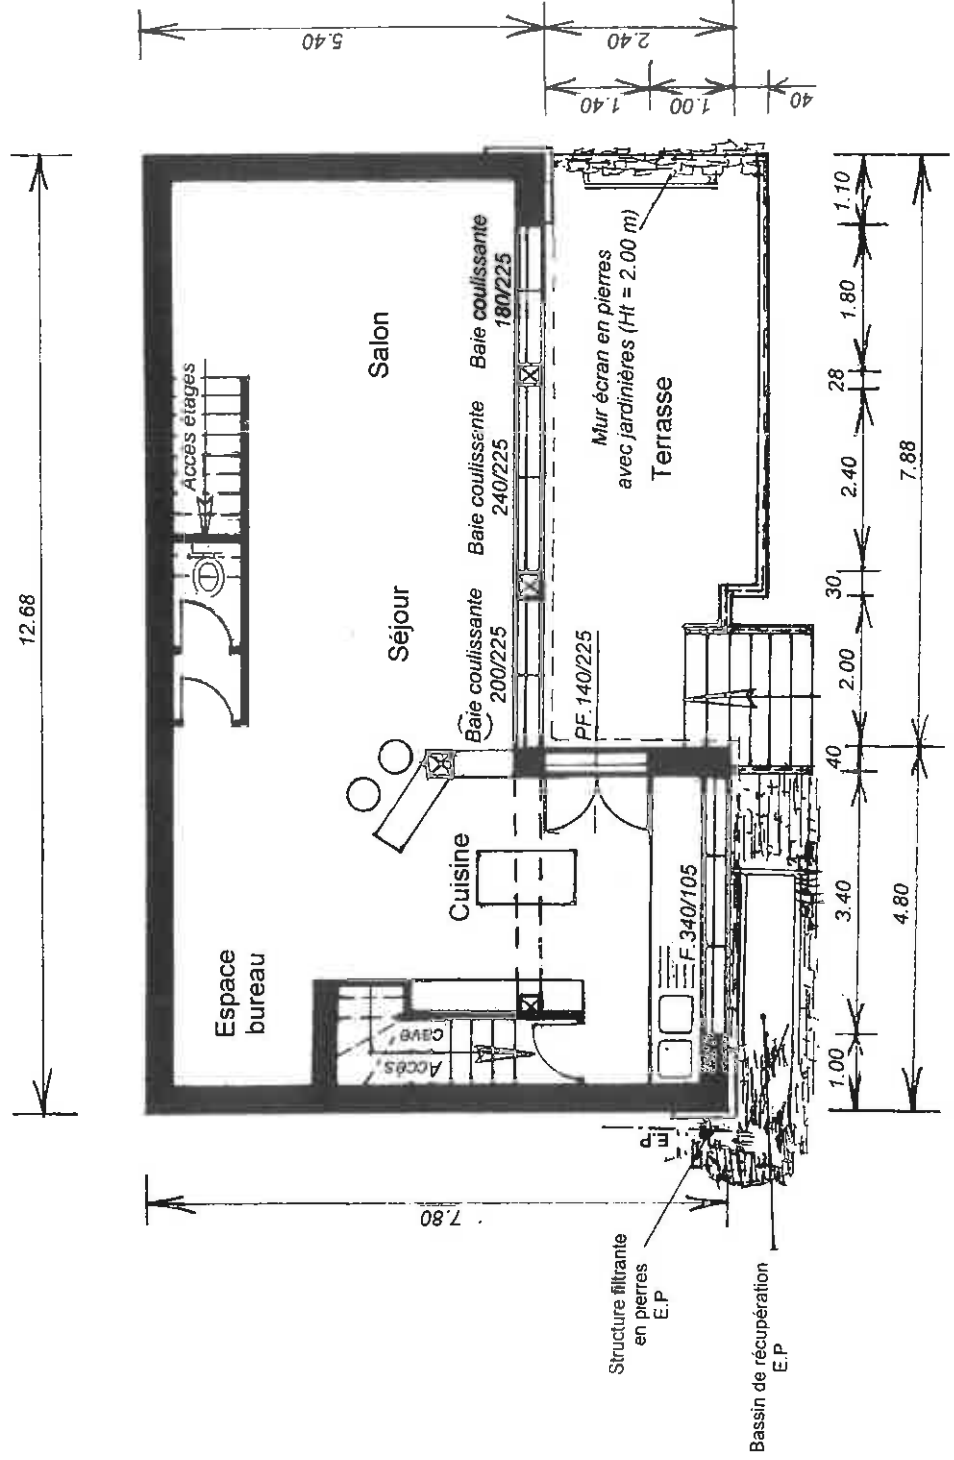 12.68
5.40
2.40
1.40
1.00
40
7.80
Accès étages
Salon
Séjour
Espace
bureau
Cuisine
Accès,
cave
Baie coulissante
200/225
Baie coulissante
240/225
Baie coulissante
180/225
PF.140/225
F.340/105
Mur écran en pierres
avec jardinières (Ht = 2.00 m)
Terrasse
E.P
Structure filtrante
en pierres
E.P
Bassin de récupération
E.P
1.00
3.40
40
2.00
30
2.40
28
1.80
1.10
4.80
7.88